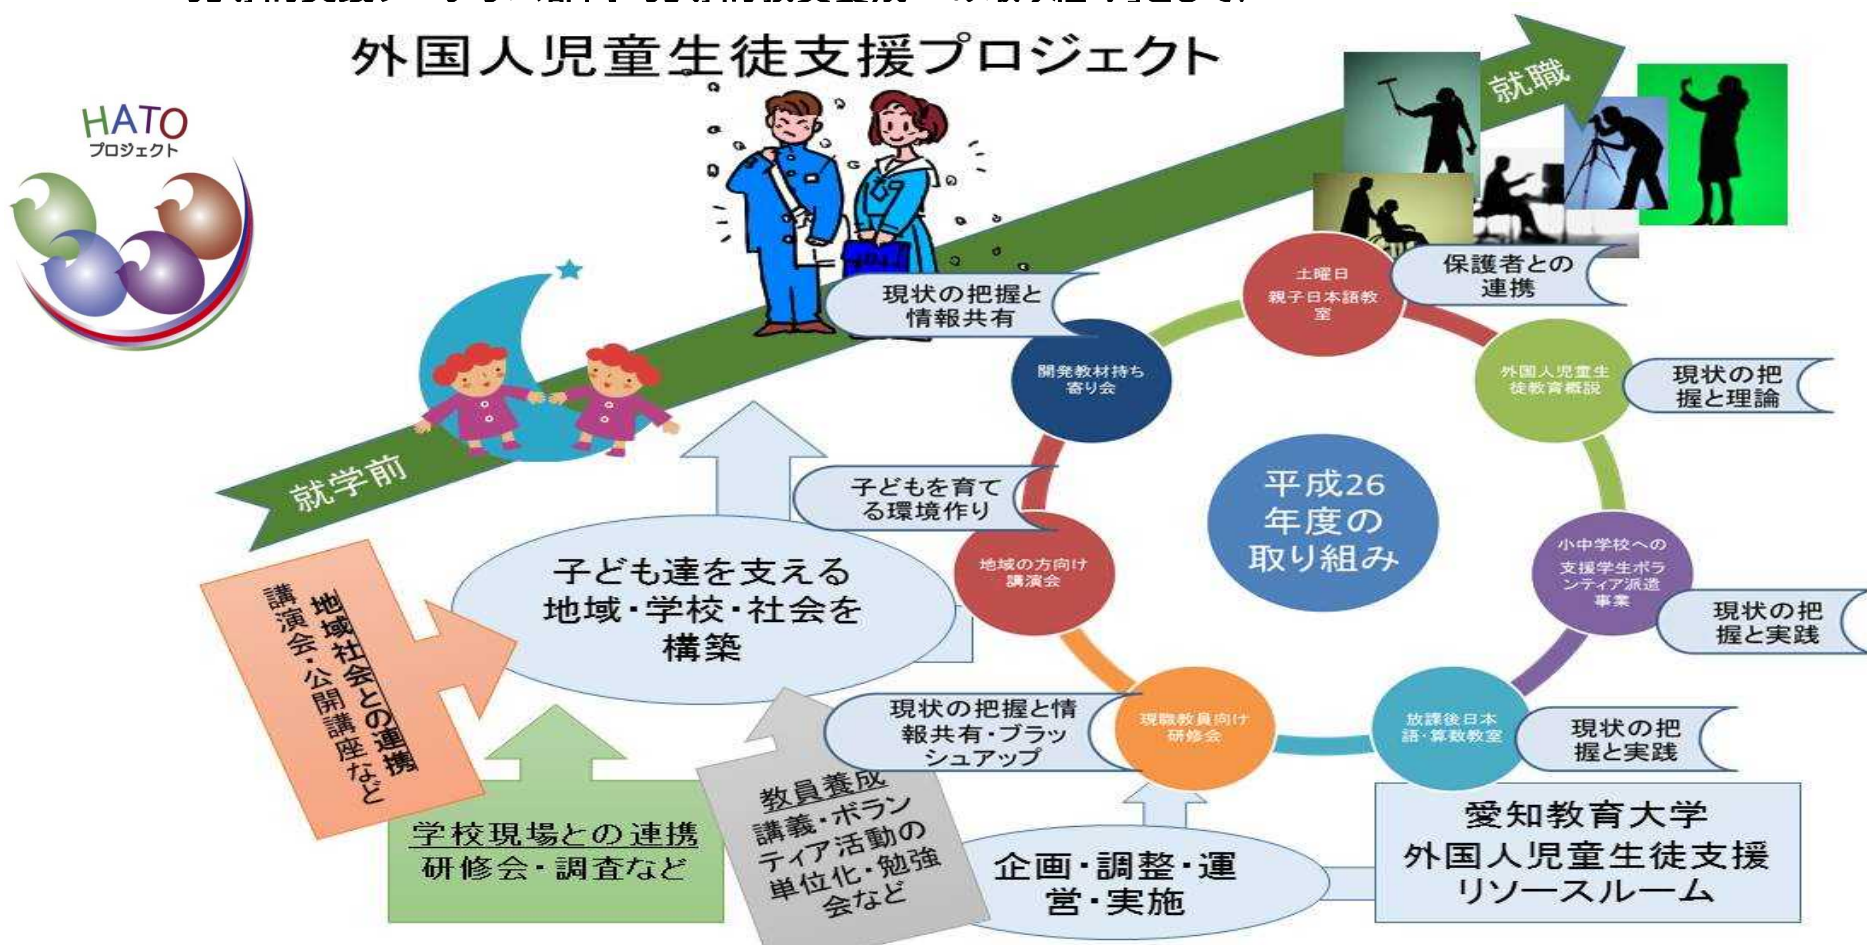 外国人児童生徒支援プロジェクト
HATO
プロジェクト
就職
就学前
現状の把握と
情報共有
土曜日
親子日本語教
室
保護者との
連携
開発教材持ち
寄り会
外国人児童生
徒教育概説
現状の把
握と理論
子どもを育て
る環境作り
平成26
年度の
取り組み
地域の方向け
講演会
小中学校への
支援学生ボラ
ンティア派遣
事業
現状の把
握と実践
子ども達を支える
地域・学校・社会を
構築
地域社会との連携
講演会・公開講座など
現状の把握と情
報共有・ブラッ
シュアップ
現職教員向け
研修会
放課後日本
語・算数教室
現状の把
握と実践
学校現場との連携
研修会・調査など
教員養成
講義・ボラン
ティア活動の
単位化・勉強
会など
企画・調整・運
営・実施
愛知教育大学
外国人児童生徒支援
リソースルーム